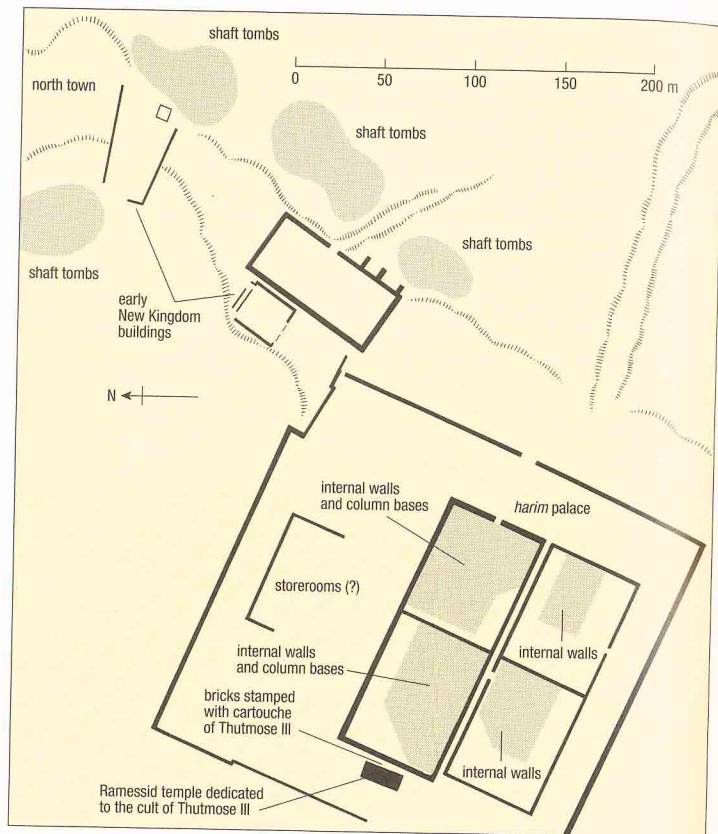 shaft tombs
0 50 100 150 200 m
north town
shaft tombs
shaft tombs
shaft tombs
early
New Kingdom
buildings
N
internal walls
and column bases
harim palace
storerooms (?)
internal walls
internal walls
and column bases
bricks stamped
with cartouche
of Thutmose III
internal walls
Ramessid temple dedicated
to the cult of Thutmose III